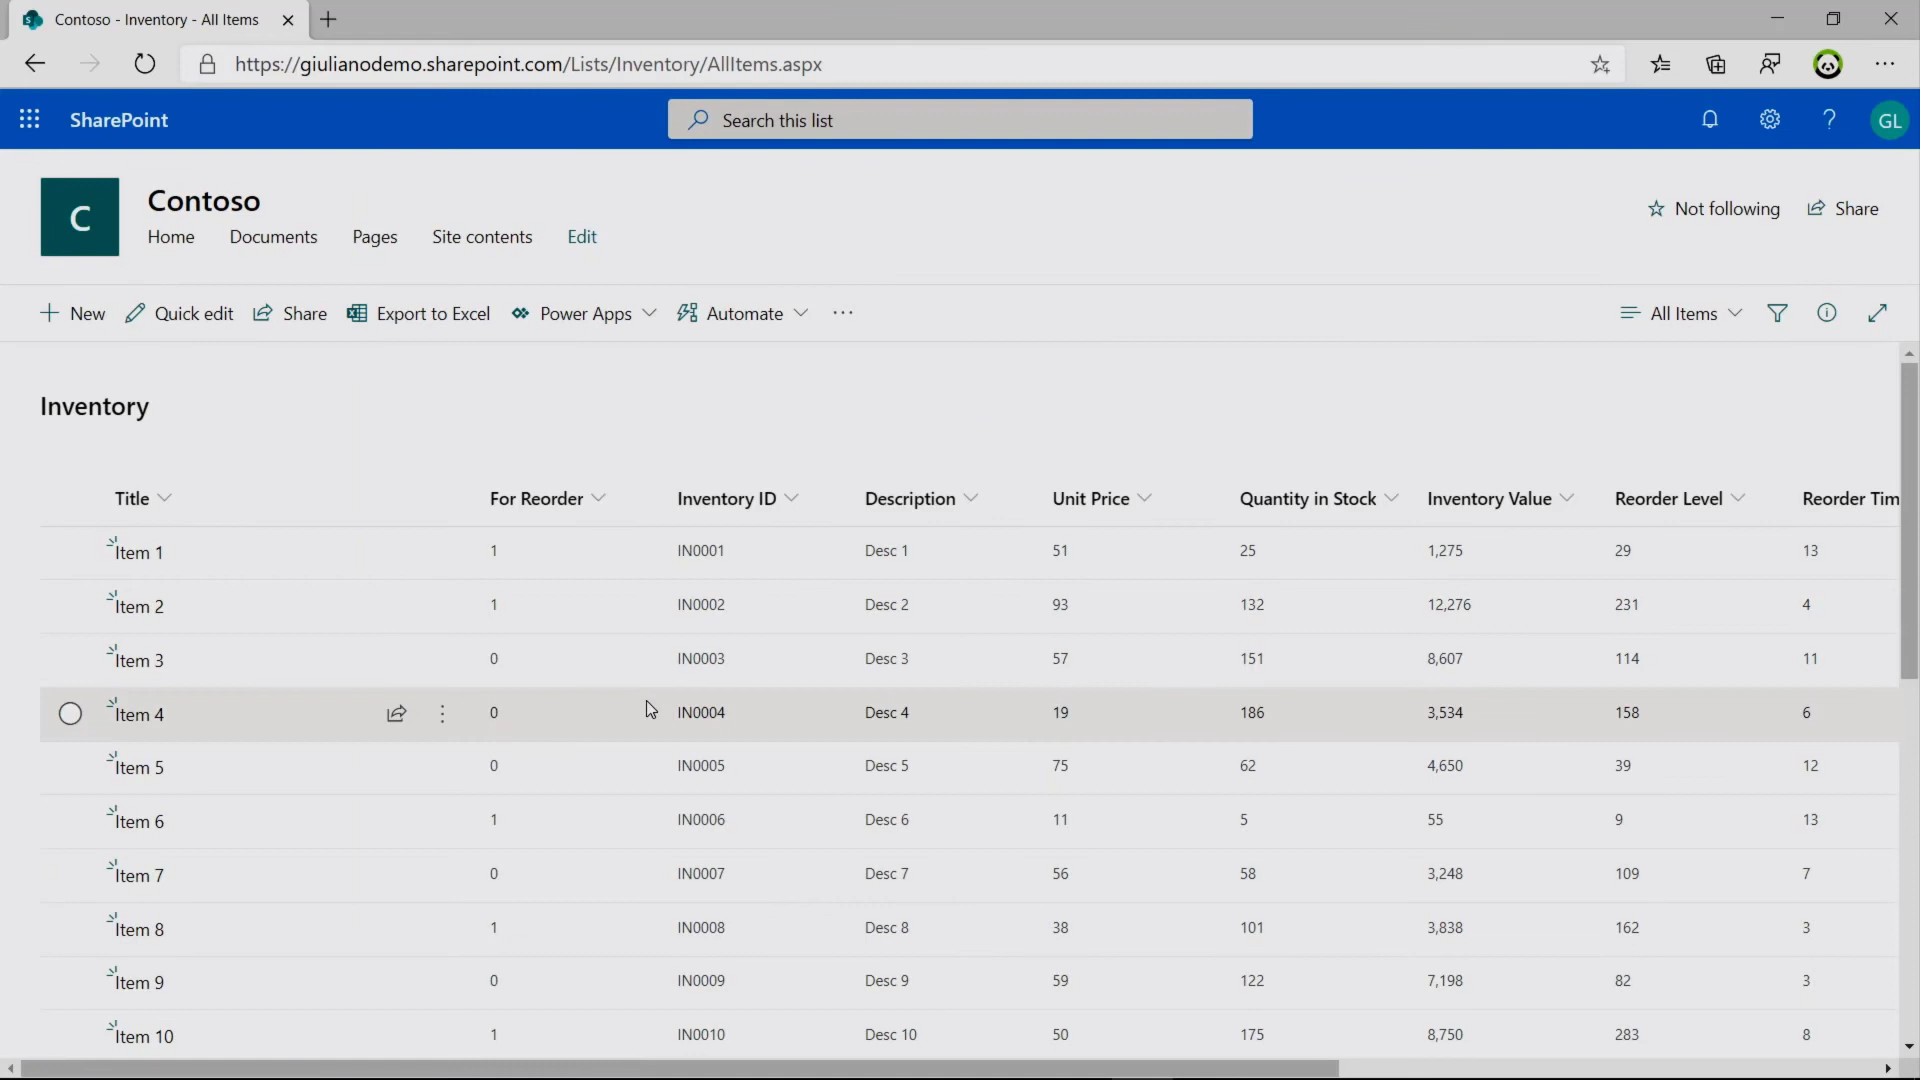 Contoso - Inventory - All Items
https://giulianodemo.sharepoint.com/Lists/Inventory/AllItems.aspx
SharePoint Search this list GL
C Contoso Not following Share
Home Documents Pages Site contents Edit
New Quick edit Share Export to Excel Power Apps Automate All Items
Inventory
Title For Reorder Inventory ID Description Unit Price Quantity in Stock Inventory Value Reorder Level Reorder Tim
Item 1 1 IN0001 Desc 1 51 25 1,275 29 13
Item 2 1 IN0002 Desc 2 93 132 12,276 231 4
Item 3 0 IN0003 Desc 3 57 151 8,607 114 11
Item 4 0 IN0004 Desc 4 19 186 3,534 158 6
Item 5 0 IN0005 Desc 5 75 62 4,650 39 12
Item 6 1 IN0006 Desc 6 11 5 55 9 13
Item 7 0 IN0007 Desc 7 56 58 3,248 109 7
Item 8 1 IN0008 Desc 8 38 101 3,838 162 3
Item 9 0 IN0009 Desc 9 59 122 7,198 82 3
Item 10 1 IN0010 Desc 10 50 175 8,750 283 8